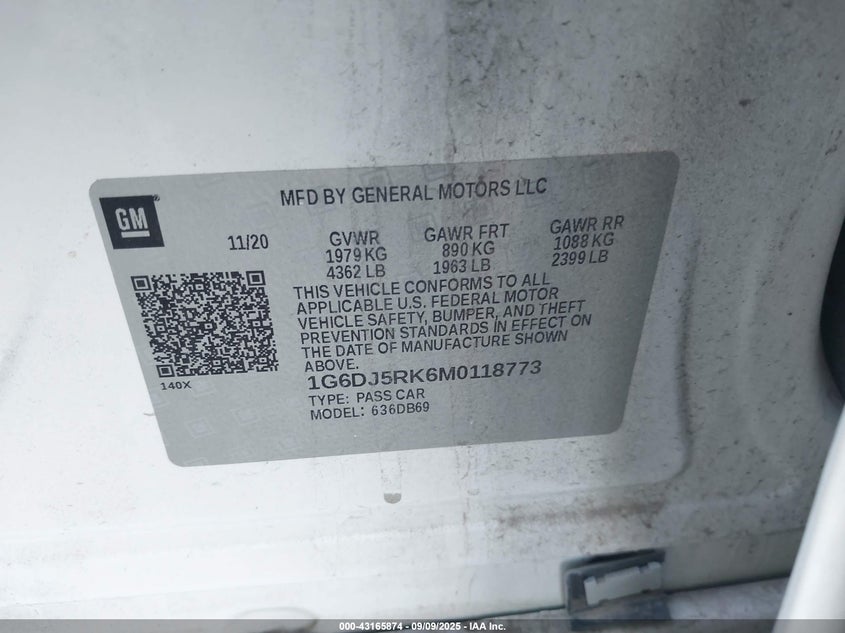 GM
MFD BY GENERAL MOTORS LLC
11/20
GVWR
1979 KG
4362 LB
GAWR FRT
890 KG
1963 LB
GAWR RR
1088 KG
2399 LB
THIS VEHICLE CONFORMS TO ALL
APPLICABLE U.S. FEDERAL MOTOR
VEHICLE SAFETY, BUMPER, AND THEFT
PREVENTION STANDARDS IN EFFECT ON
THE DATE OF MANUFACTURE SHOWN
ABOVE.
140X
1G6DJ5RK6M0118773
TYPE: PASS CAR
MODEL: 636DB69
000-43165874 - 09/09/2025 - IAA Inc.